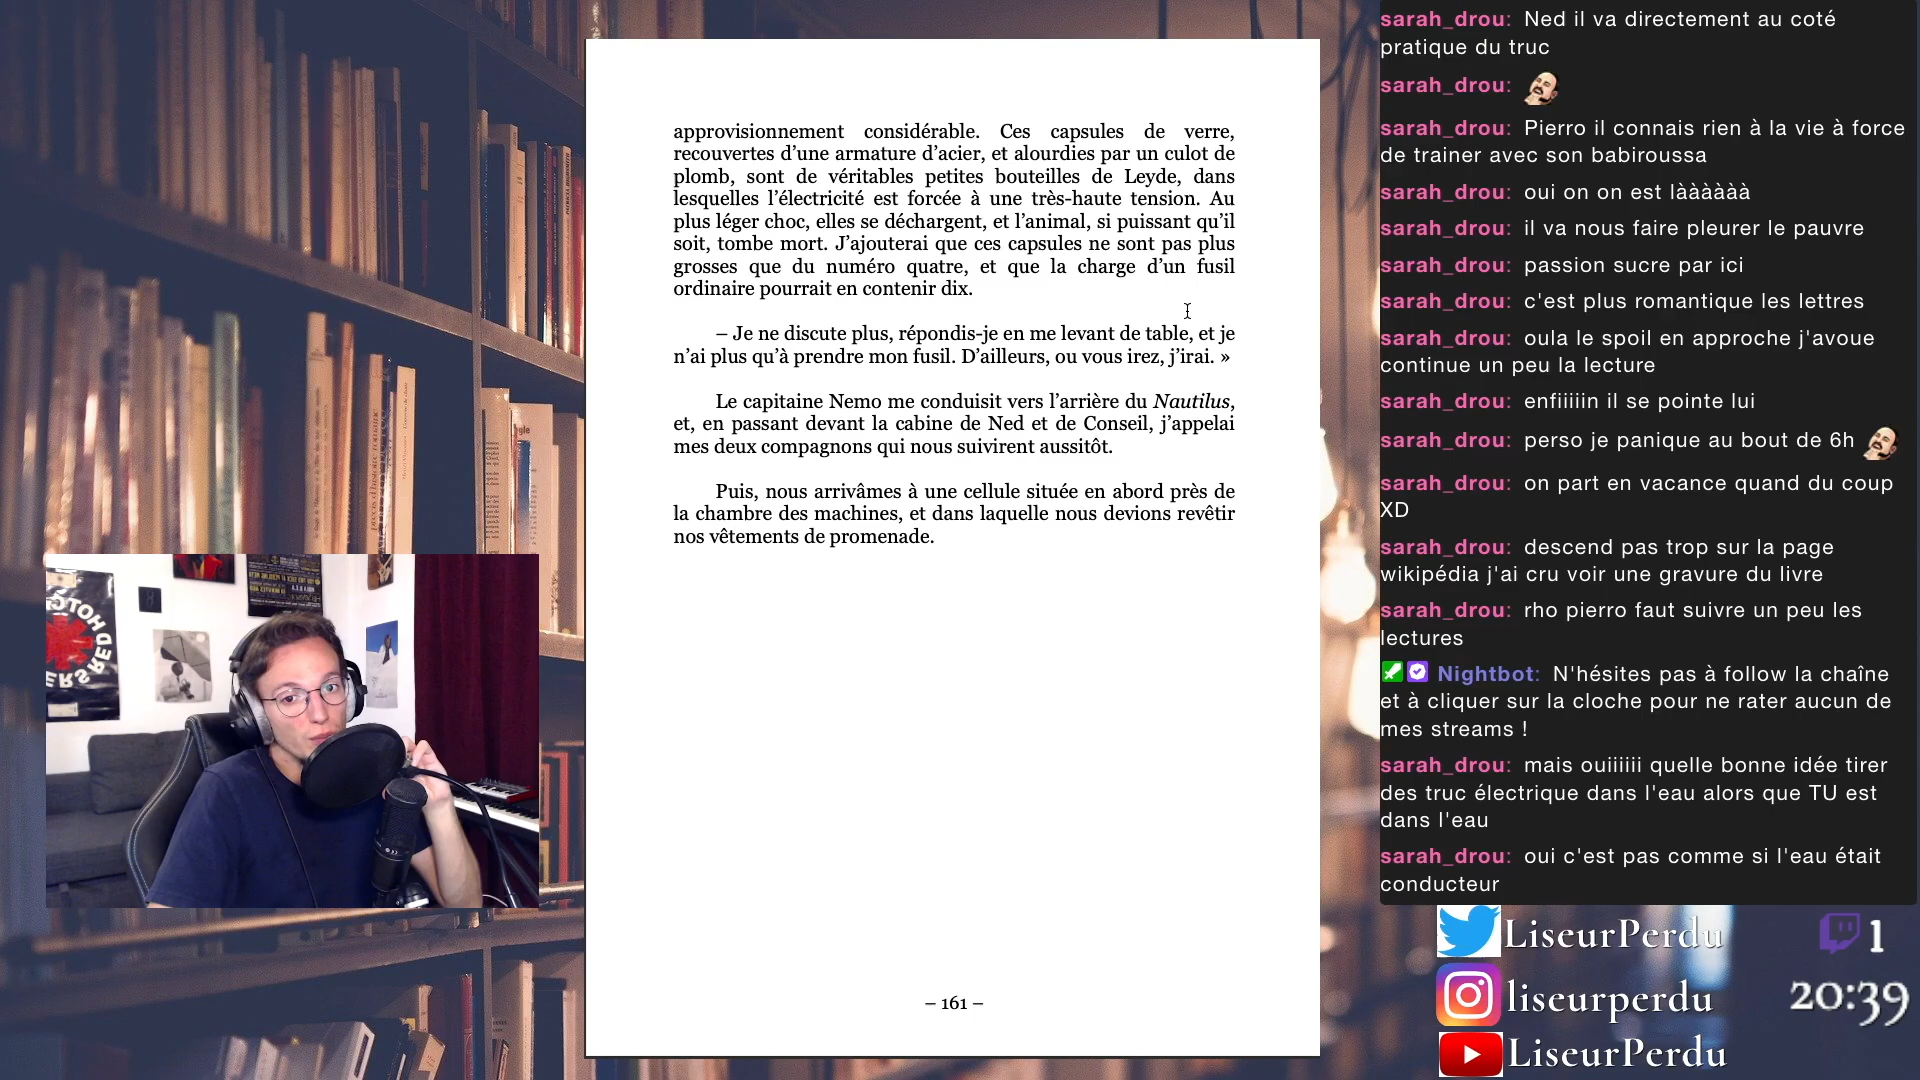 approvisionnement considérable. Ces capsules de verre,
recouvertes d’une armature d’acier, et alourdies par un culot de
plomb, sont de véritables petites bouteilles de Leyde, dans
lesquelles l’électricité est forcée à une très-haute tension. Au
plus léger choc, elles se déchargent, et l’animal, si puissant qu’il
soit, tombe mort. J’ajouterai que ces capsules ne sont pas plus
grosses que du numéro quatre, et que la charge d’un fusil
ordinaire pourrait en contenir dix.
– Je ne discute plus, répondis-je en me levant de table, et je
n’ai plus qu’à prendre mon fusil. D’ailleurs, ou vous irez, j’irai. »
Le capitaine Nemo me conduisit vers l’arrière du Nautilus,
et, en passant devant la cabine de Ned et de Conseil, j’appelai
mes deux compagnons qui nous suivirent aussitôt.
Puis, nous arrivâmes à une cellule située en abord près de
la chambre des machines, et dans laquelle nous devions revêtir
nos vêtements de promenade.
– 161 –
sarah_drou: Ned il va directement au coté
pratique du truc
sarah_drou:
sarah_drou: Pierro il connais rien à la vie à force
de trainer avec son babiroussa
sarah_drou: oui on on est làààààà
sarah_drou: il va nous faire pleurer le pauvre
sarah_drou: passion sucre par ici
sarah_drou: c'est plus romantique les lettres
sarah_drou: oula le spoil en approche j'avoue
continue un peu la lecture
sarah_drou: enfiiiiin il se pointe lui
sarah_drou: perso je panique au bout de 6h
sarah_drou: on part en vacance quand du coup
XD
sarah_drou: descend pas trop sur la page
wikipédia j'ai cru voir une gravure du livre
sarah_drou: rho pierro faut suivre un peu les
lectures
Nightbot: N'hésites pas à follow la chaîne
et à cliquer sur la cloche pour ne rater aucun de
mes streams !
sarah_drou: mais ouiiiiii quelle bonne idée tirer
des truc électrique dans l'eau alors que TU est
dans l'eau
sarah_drou: oui c'est pas comme si l'eau était
conducteur
LiseurPerdu
1
liseurperdu
20:39
LiseurPerdu